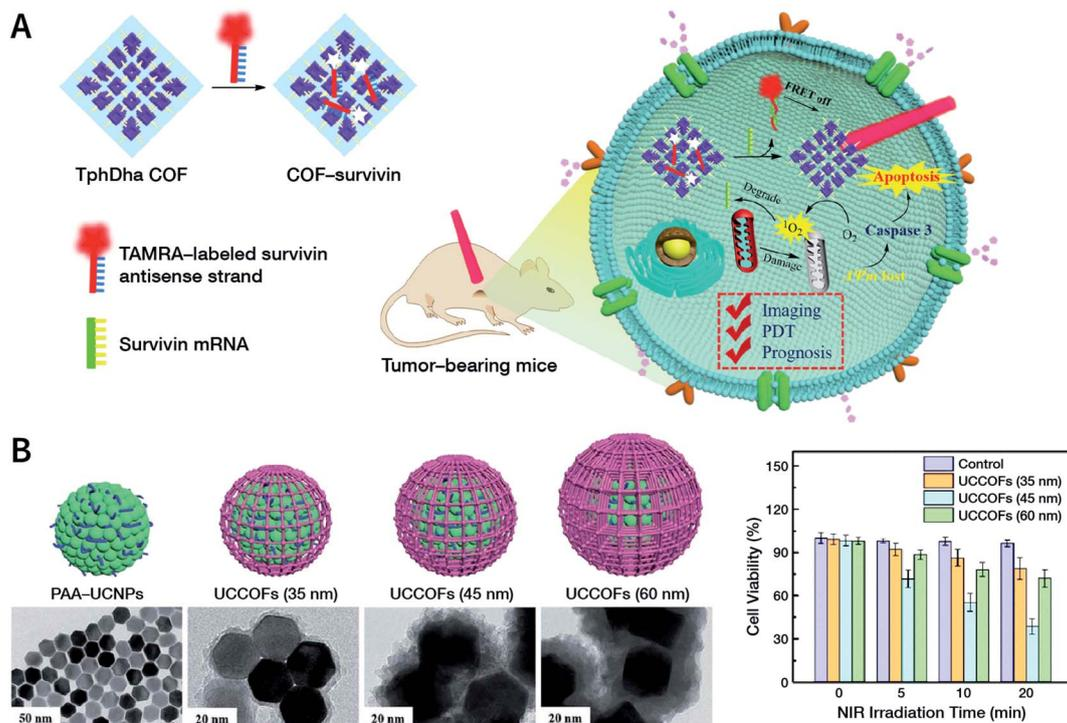 A
TphDha COF
COF–survivin
TAMRA–labeled survivin
antisense strand
Survivin mRNA
Tumor–bearing mice
FRET off
Apoptosis
Degrade
¹O₂
O₂
Caspase 3
Damage
ΔΨm lost
Imaging
PDT
Prognosis
B
PAA–UCNPs
UCCOFs (35 nm)
UCCOFs (45 nm)
UCCOFs (60 nm)
50 nm
20 nm
20 nm
20 nm
Cell Viability (%)
150
120
90
60
30
0
Control
UCCOFs (35 nm)
UCCOFs (45 nm)
UCCOFs (60 nm)
0 5 10 20
NIR Irradiation Time (min)